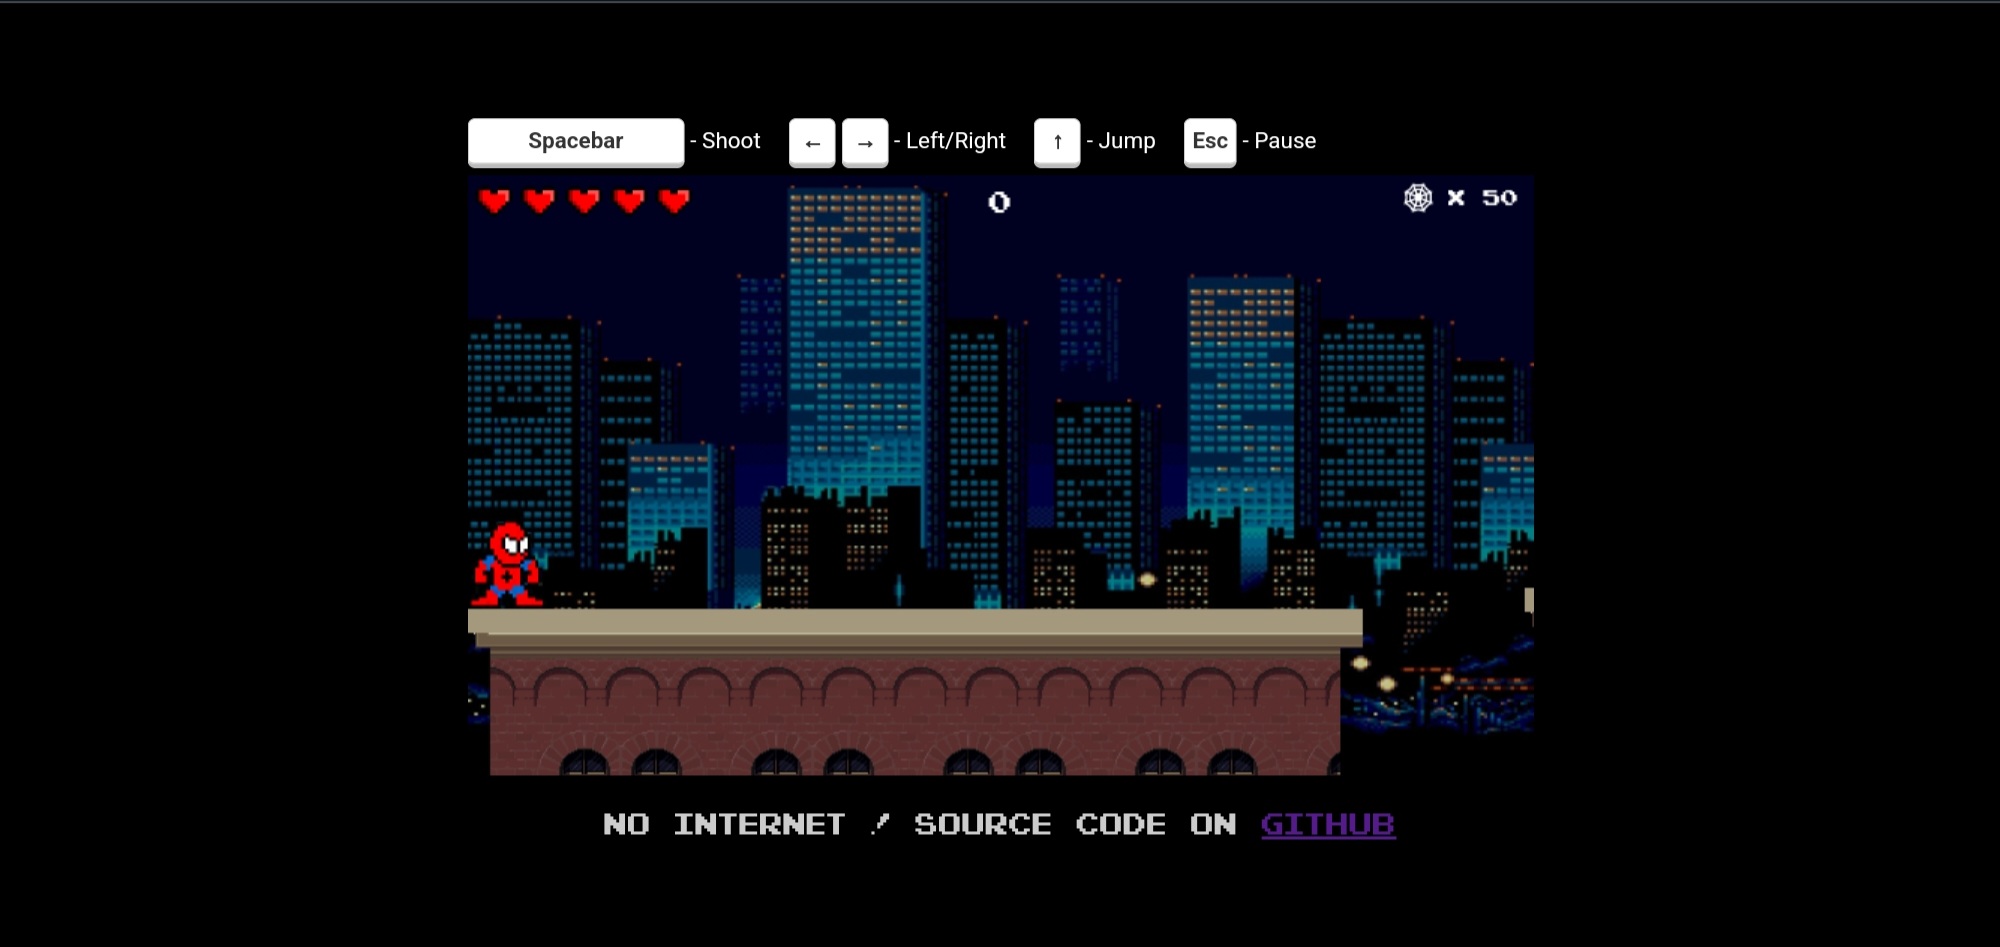 Spacebar - Shoot ← → - Left/Right ↑ - Jump Esc - Pause
0 × 50
NO INTERNET ! SOURCE CODE ON GITHUB